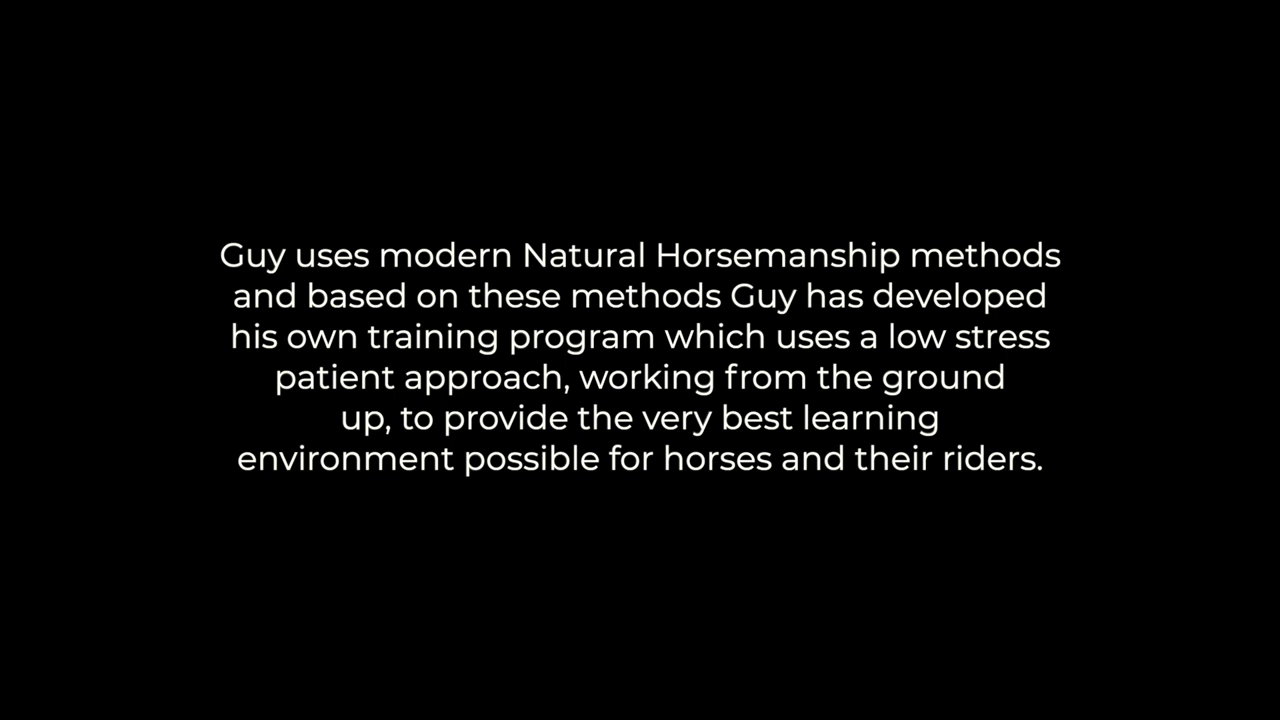 Guy uses modern Natural Horsemanship methods
and based on these methods Guy has developed
his own training program which uses a low stress
patient approach, working from the ground
up, to provide the very best learning
environment possible for horses and their riders.